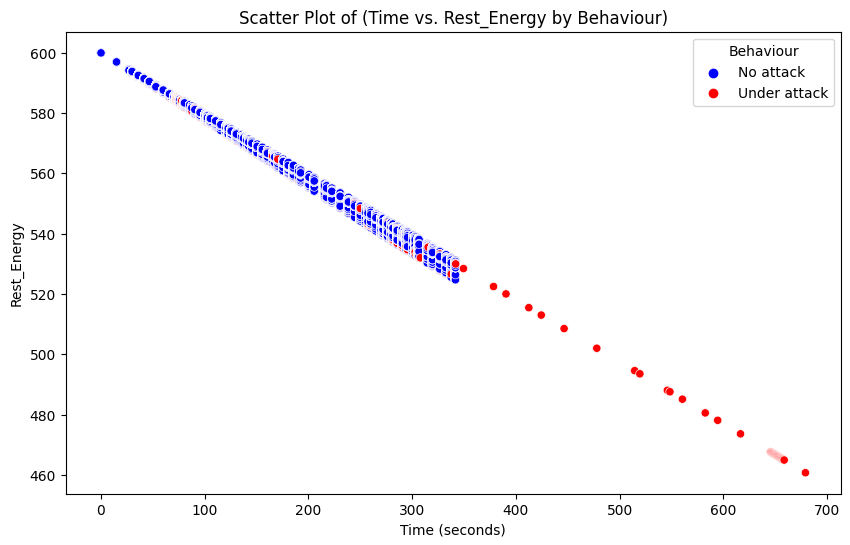 Scatter Plot of (Time vs. Rest_Energy by Behaviour)
Behaviour
No attack
Under attack
Rest_Energy
600
580
560
540
520
500
480
460
0 100 200 300 400 500 600 700
Time (seconds)